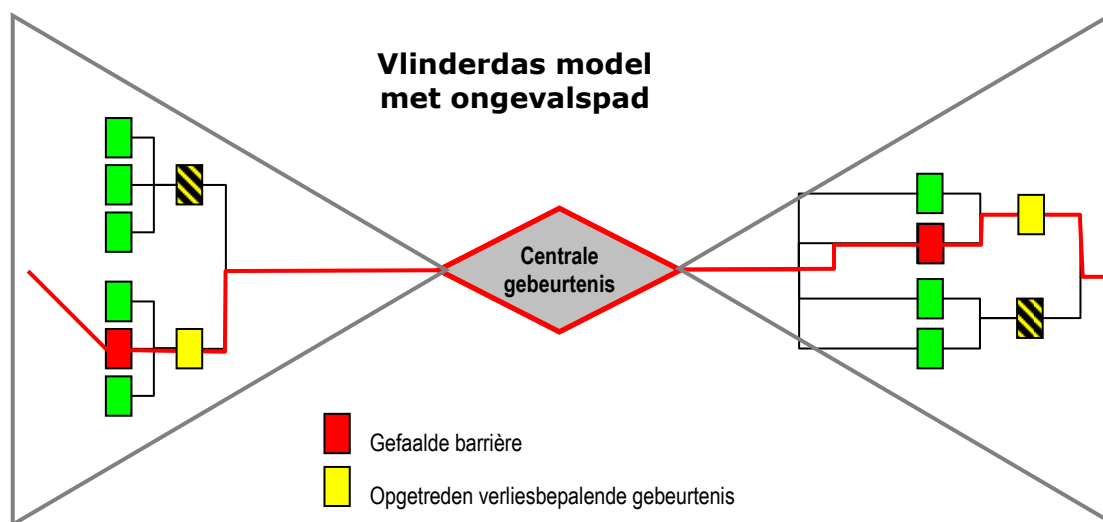 Vlinderdas model
met ongevalspad
Centrale
gebeurtenis
Gefaalde barrière
Opgetreden verliesbepalende gebeurtenis